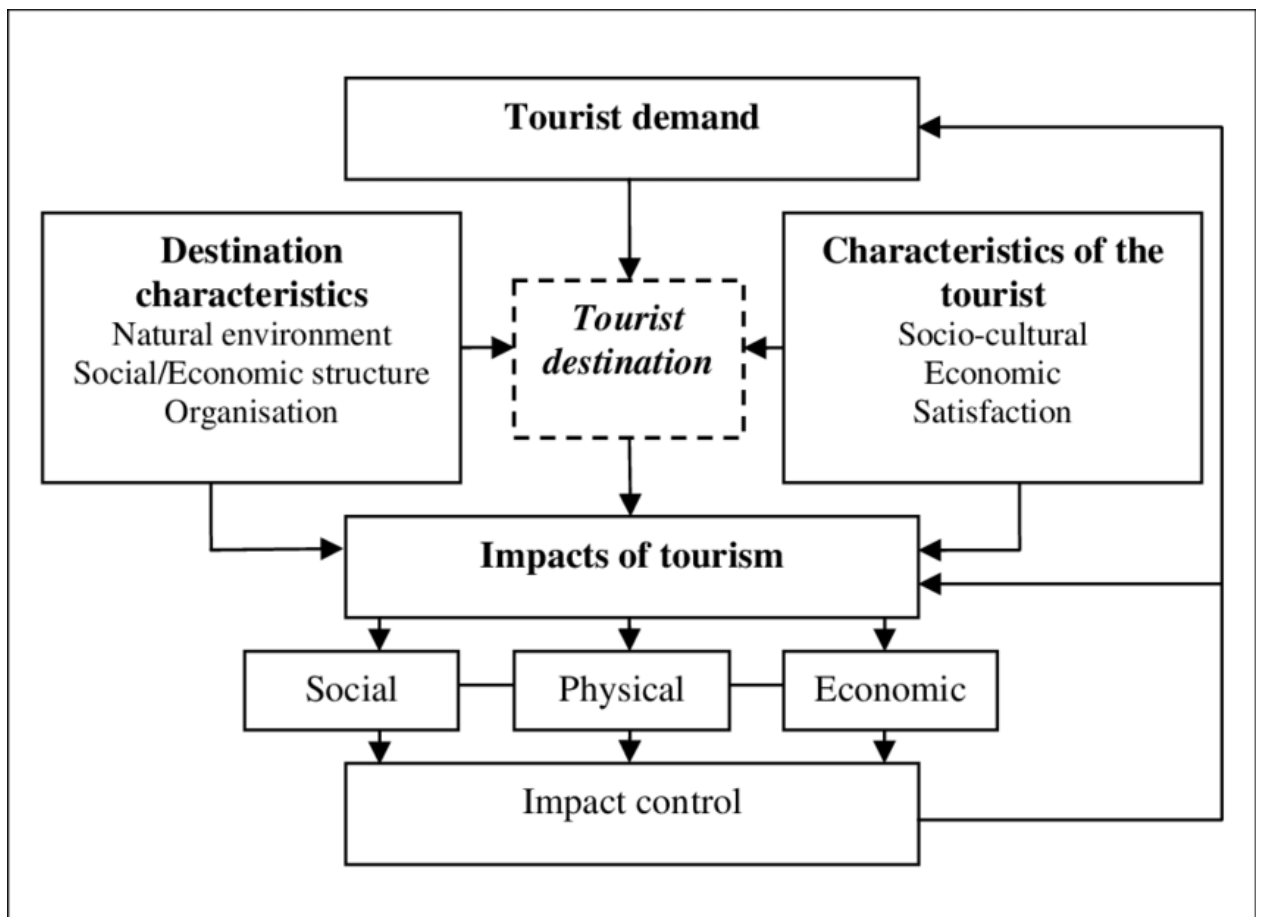 Tourist demand
Destination
characteristics
Natural environment
Social/Economic structure
Organisation
Tourist
destination
Characteristics of the
tourist
Socio-cultural
Economic
Satisfaction
Impacts of tourism
Social
Physical
Economic
Impact control